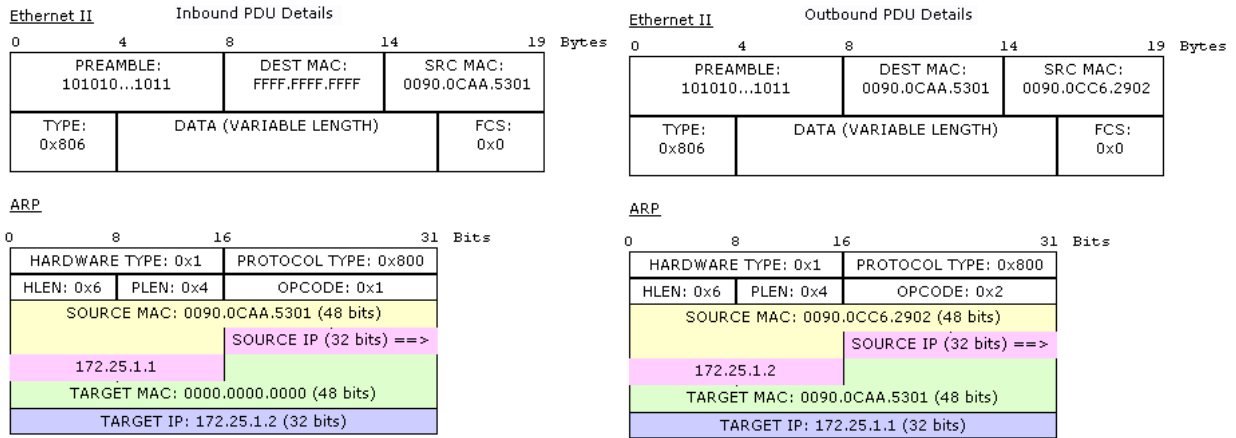 Inbound PDU Details
Ethernet II
0 4 8 14 19 Bytes
PREAMBLE: DEST MAC: SRC MAC:
101010...1011 FFFF.FFFF.FFFF 0090.0CAA.5301
TYPE: DATA (VARIABLE LENGTH) FCS:
0x806 0x0
ARP
0 8 16 31 Bits
HARDWARE TYPE: 0x1 PROTOCOL TYPE: 0x800
HLEN: 0x6 PLEN: 0x4 OPCODE: 0x1
SOURCE MAC: 0090.0CAA.5301 (48 bits)
SOURCE IP (32 bits) ==>
172.25.1.1
TARGET MAC: 0000.0000.0000 (48 bits)
TARGET IP: 172.25.1.2 (32 bits)
Outbound PDU Details
Ethernet II
0 4 8 14 19 Bytes
PREAMBLE: DEST MAC: SRC MAC:
101010...1011 0090.0CAA.5301 0090.0CC6.2902
TYPE: DATA (VARIABLE LENGTH) FCS:
0x806 0x0
ARP
0 8 16 31 Bits
HARDWARE TYPE: 0x1 PROTOCOL TYPE: 0x800
HLEN: 0x6 PLEN: 0x4 OPCODE: 0x2
SOURCE MAC: 0090.0CC6.2902 (48 bits)
SOURCE IP (32 bits) ==>
172.25.1.2
TARGET MAC: 0090.0CAA.5301 (48 bits)
TARGET IP: 172.25.1.1 (32 bits)